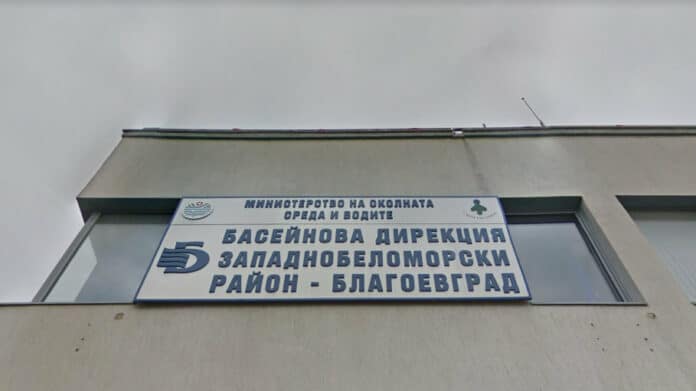 МИНИСТЕРСТВО НА ОКОЛНАТА
СРЕДА И ВОДИТЕ
БАСЕЙНОВА ДИРЕКЦИЯ
ЗАПАДНОБЕЛОМОРСКИ
РАЙОН - БЛАГОЕВГРАД